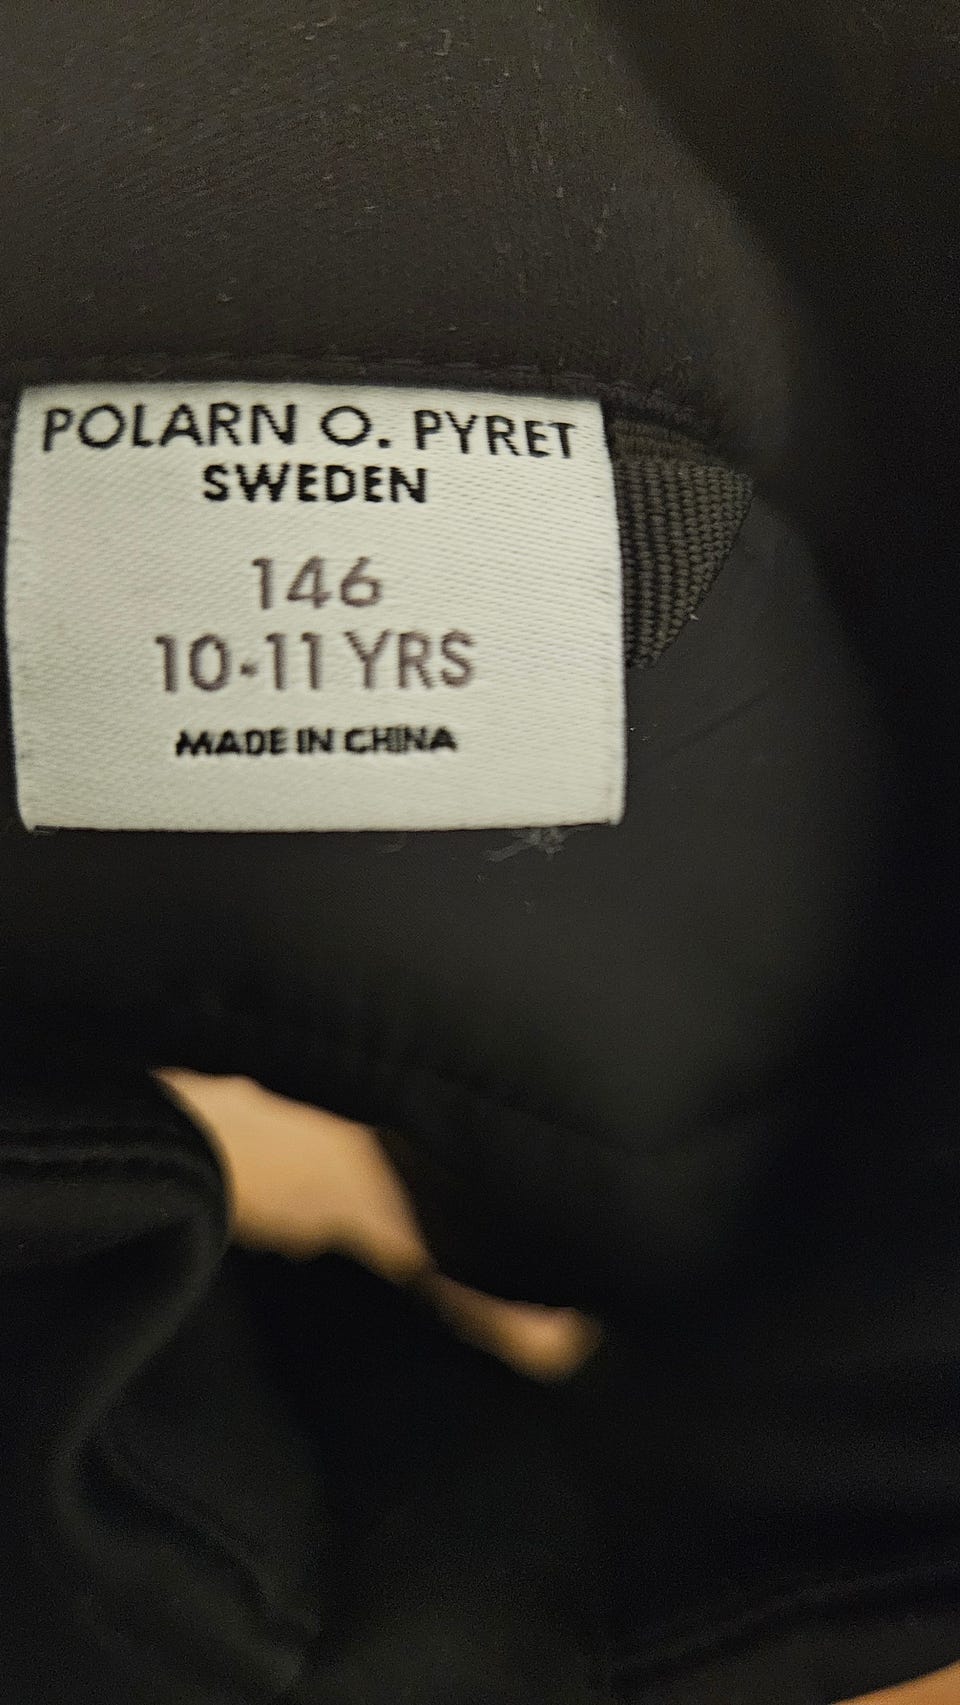 POLARN O. PYRET
SWEDEN
146
10-11 YRS
MADE IN CHINA